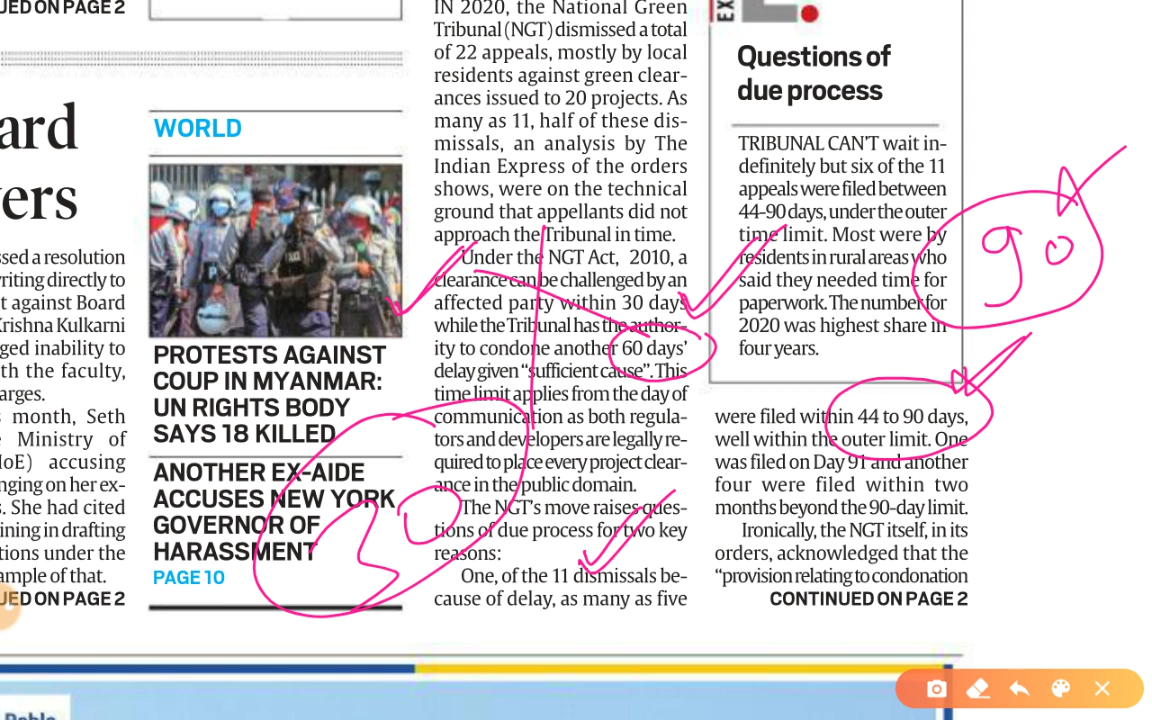 UED ON PAGE 2
ard
ers
ssed a resolution
writing directly to
t against Board
Krishna Kulkarni
ged inability to
th the faculty,
arges.
s month, Seth
e Ministry of
IoE) accusing
nging on her ex-
s. She had cited
ining in drafting
tions under the
ample of that.
UED ON PAGE 2
WORLD
PROTESTS AGAINST
COUP IN MYANMAR:
UN RIGHTS BODY
SAYS 18 KILLED
ANOTHER EX-AIDE
ACCUSES NEW YORK
GOVERNOR OF
HARASSMENT
PAGE 10
30
IN 2020, the National Green
Tribunal (NGT) dismissed a total
of 22 appeals, mostly by local
residents against green clear-
ances issued to 20 projects. As
many as 11, half of these dis-
missals, an analysis by The
Indian Express of the orders
shows, were on the technical
ground that appellants did not
approach the Tribunal in time.
Under the NGT Act, 2010, a
clearance can be challenged by an
affected party within 30 days
while the Tribunal has the author-
ity to condone another 60 days’
delay given “sufficient cause”. This
time limit applies from the day of
communication as both regula-
tors and developers are legally re-
quired to place every project clear-
ance in the public domain.
The NGT’s move raises ques-
tions of due process for two key
reasons:
One, of the 11 dismissals be-
cause of delay, as many as five
EX
Questions of
due process
TRIBUNAL CAN’T wait in-
definitely but six of the 11
appeals were filed between
44-90 days, under the outer
time limit. Most were by
residents in rural areas who
said they needed time for
paperwork. The number for
2020 was highest share in
four years.
90
were filed within 44 to 90 days,
well within the outer limit. One
was filed on Day 91 and another
four were filed within two
months beyond the 90-day limit.
Ironically, the NGT itself, in its
orders, acknowledged that the
“provision relating to condonation
CONTINUED ON PAGE 2